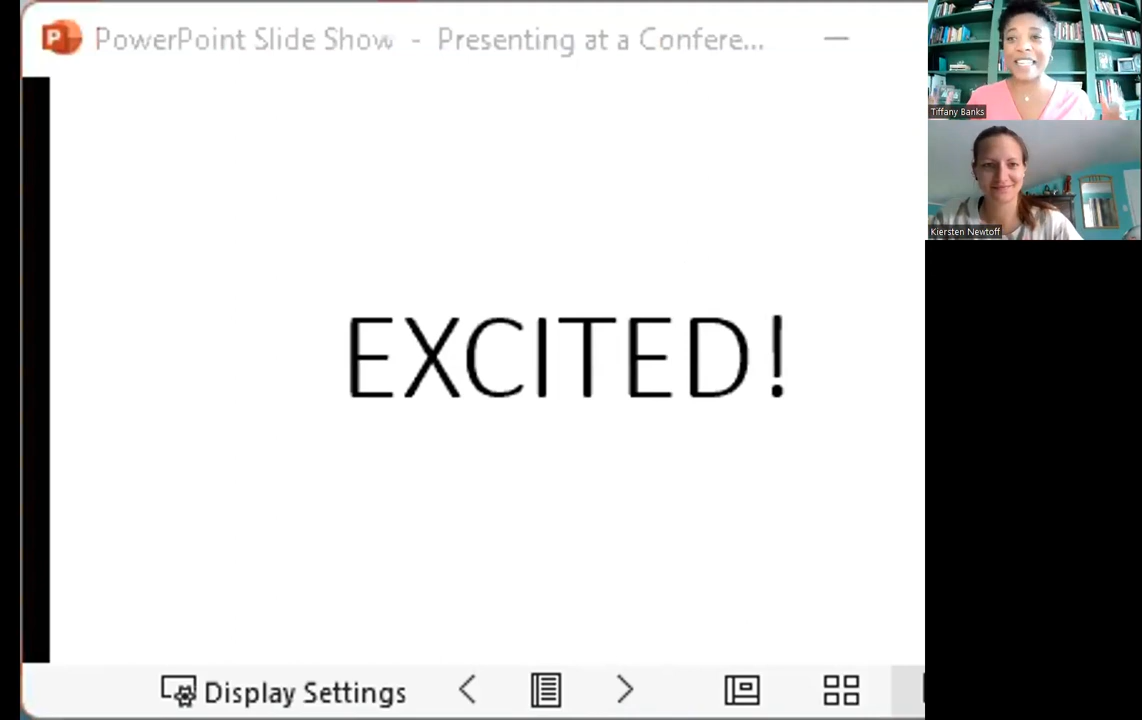 P PowerPoint Slide Show - Presenting at a Confere...
Tiffany Banks
Kiersten Newtoff
EXCITED!
Display Settings